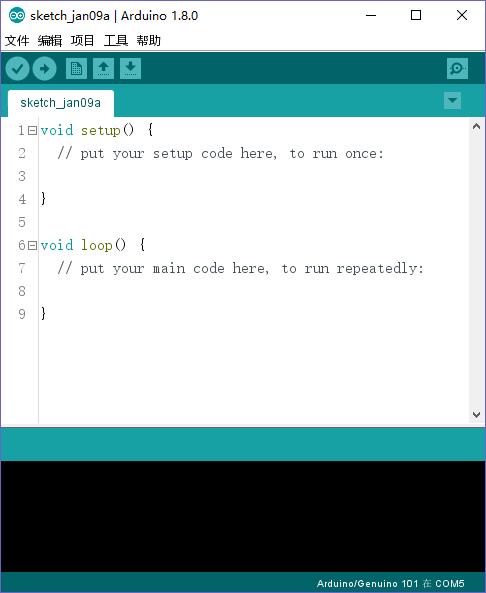 sketch_jan09a | Arduino 1.8.0
文件 编辑 项目 工具 帮助
sketch_jan09a
1 void setup() {
2   // put your setup code here, to run once:
3
4 }
5
6 void loop() {
7   // put your main code here, to run repeatedly:
8
9 }
Arduino/Genuino 101 在 COM5